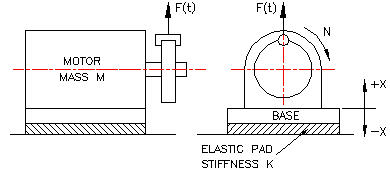 F(t)
F(t)
N
MOTOR
MASS M
+X
BASE
-X
ELASTIC PAD
STIFFNESS K